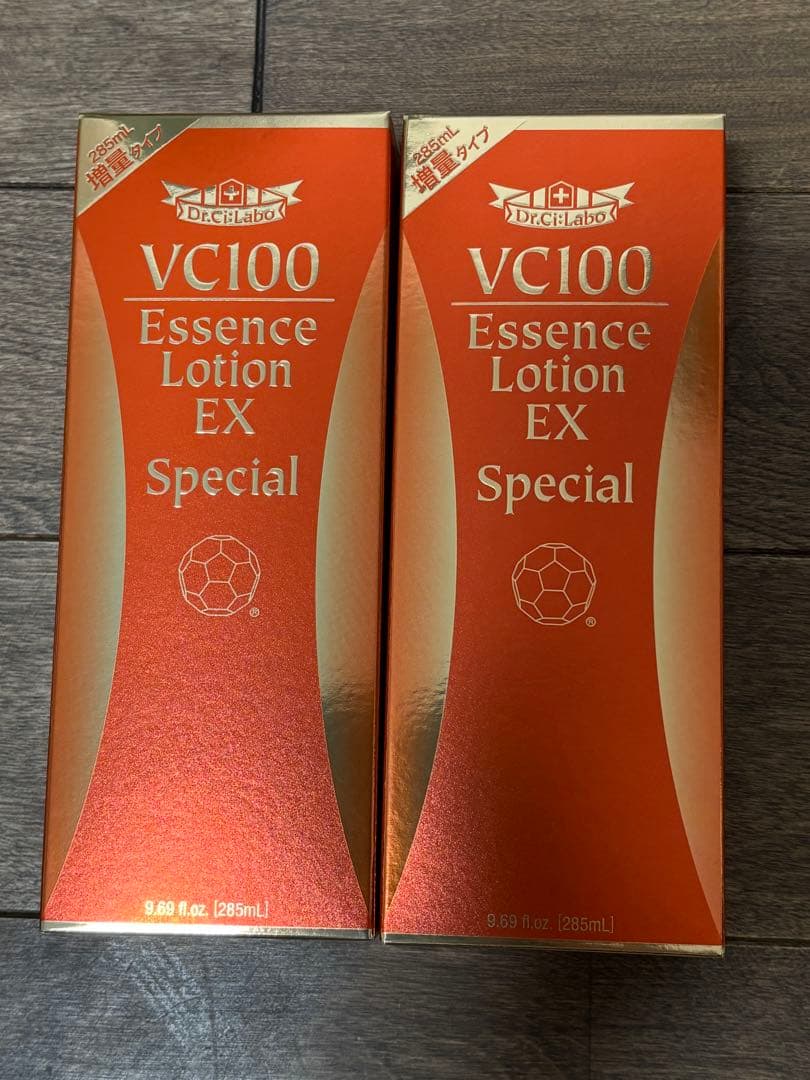 285mL
増量タイプ
Dr.Ci:Labo
VC100
Essence
Lotion
EX
Special
®
9.69 fl.oz. [285mL]
285mL
増量タイプ
Dr.Ci:Labo
VC100
Essence
Lotion
EX
Special
®
9.69 fl.oz. [285mL]